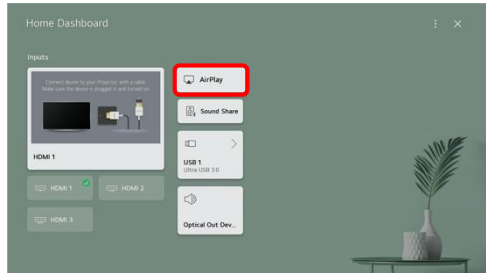 Home Dashboard
Inputs
Connect device to your Projector with a cable.
Make sure the device is plugged in and turned on.
HDMI 1
HDMI 1
HDMI 2
HDMI 3
AirPlay
Sound Share
USB 1
Ultra USB 3.0
Optical Out Dev...